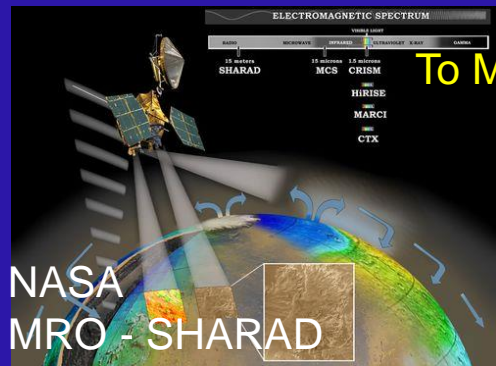 ELECTROMAGNETIC SPECTRUM
VISIBLE LIGHT
RADIO MICROWAVE INFRARED ULTRAVIOLET X-RAY GAMMA
15 meters 15 microns 1.5 microns
SHARAD MCS CRISM
HiRISE
MARCI
CTX
To M
NASA
MRO - SHARAD